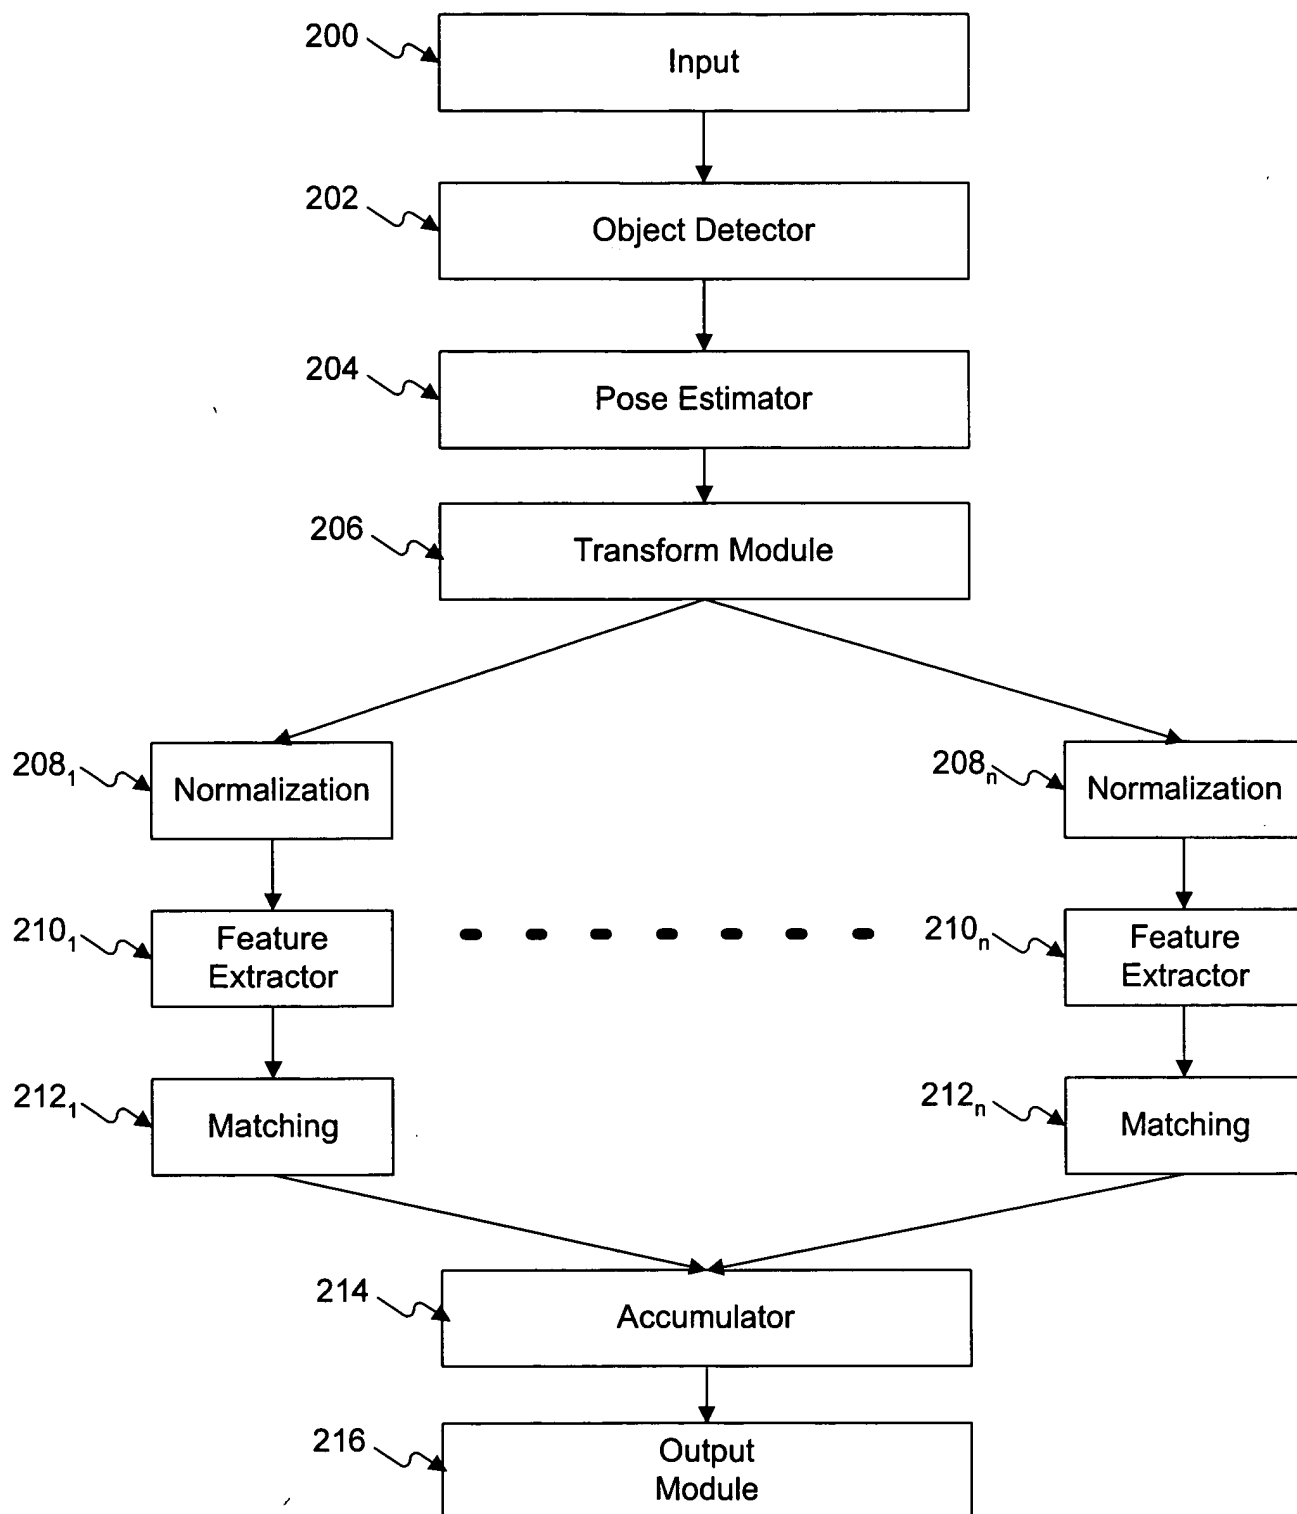 200
Input
202
Object Detector
204
Pose Estimator
206
Transform Module
208₁
Normalization
208ₙ
Normalization
210₁
Feature
Extractor
210ₙ
Feature
Extractor
212₁
Matching
212ₙ
Matching
214
Accumulator
216
Output
Module